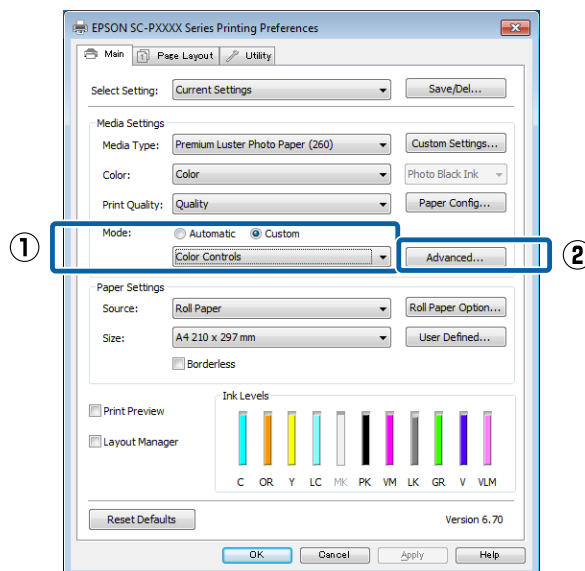 EPSON SC-PXXXX Series Printing Preferences
Main Page Layout Utility
Select Setting: Current Settings Save/Del...
Media Settings
Media Type: Premium Luster Photo Paper (260) Custom Settings...
Color: Color Photo Black Ink
Print Quality: Quality Paper Config...
Mode: Automatic Custom
① Color Controls Advanced... ②
Paper Settings
Source: Roll Paper Roll Paper Option...
Size: A4 210 x 297 mm User Defined...
Borderless
Ink Levels
Print Preview
Layout Manager
C OR Y LC MK PK VM LK GR V VLM
Reset Defaults Version 6.70
OK Cancel Apply Help